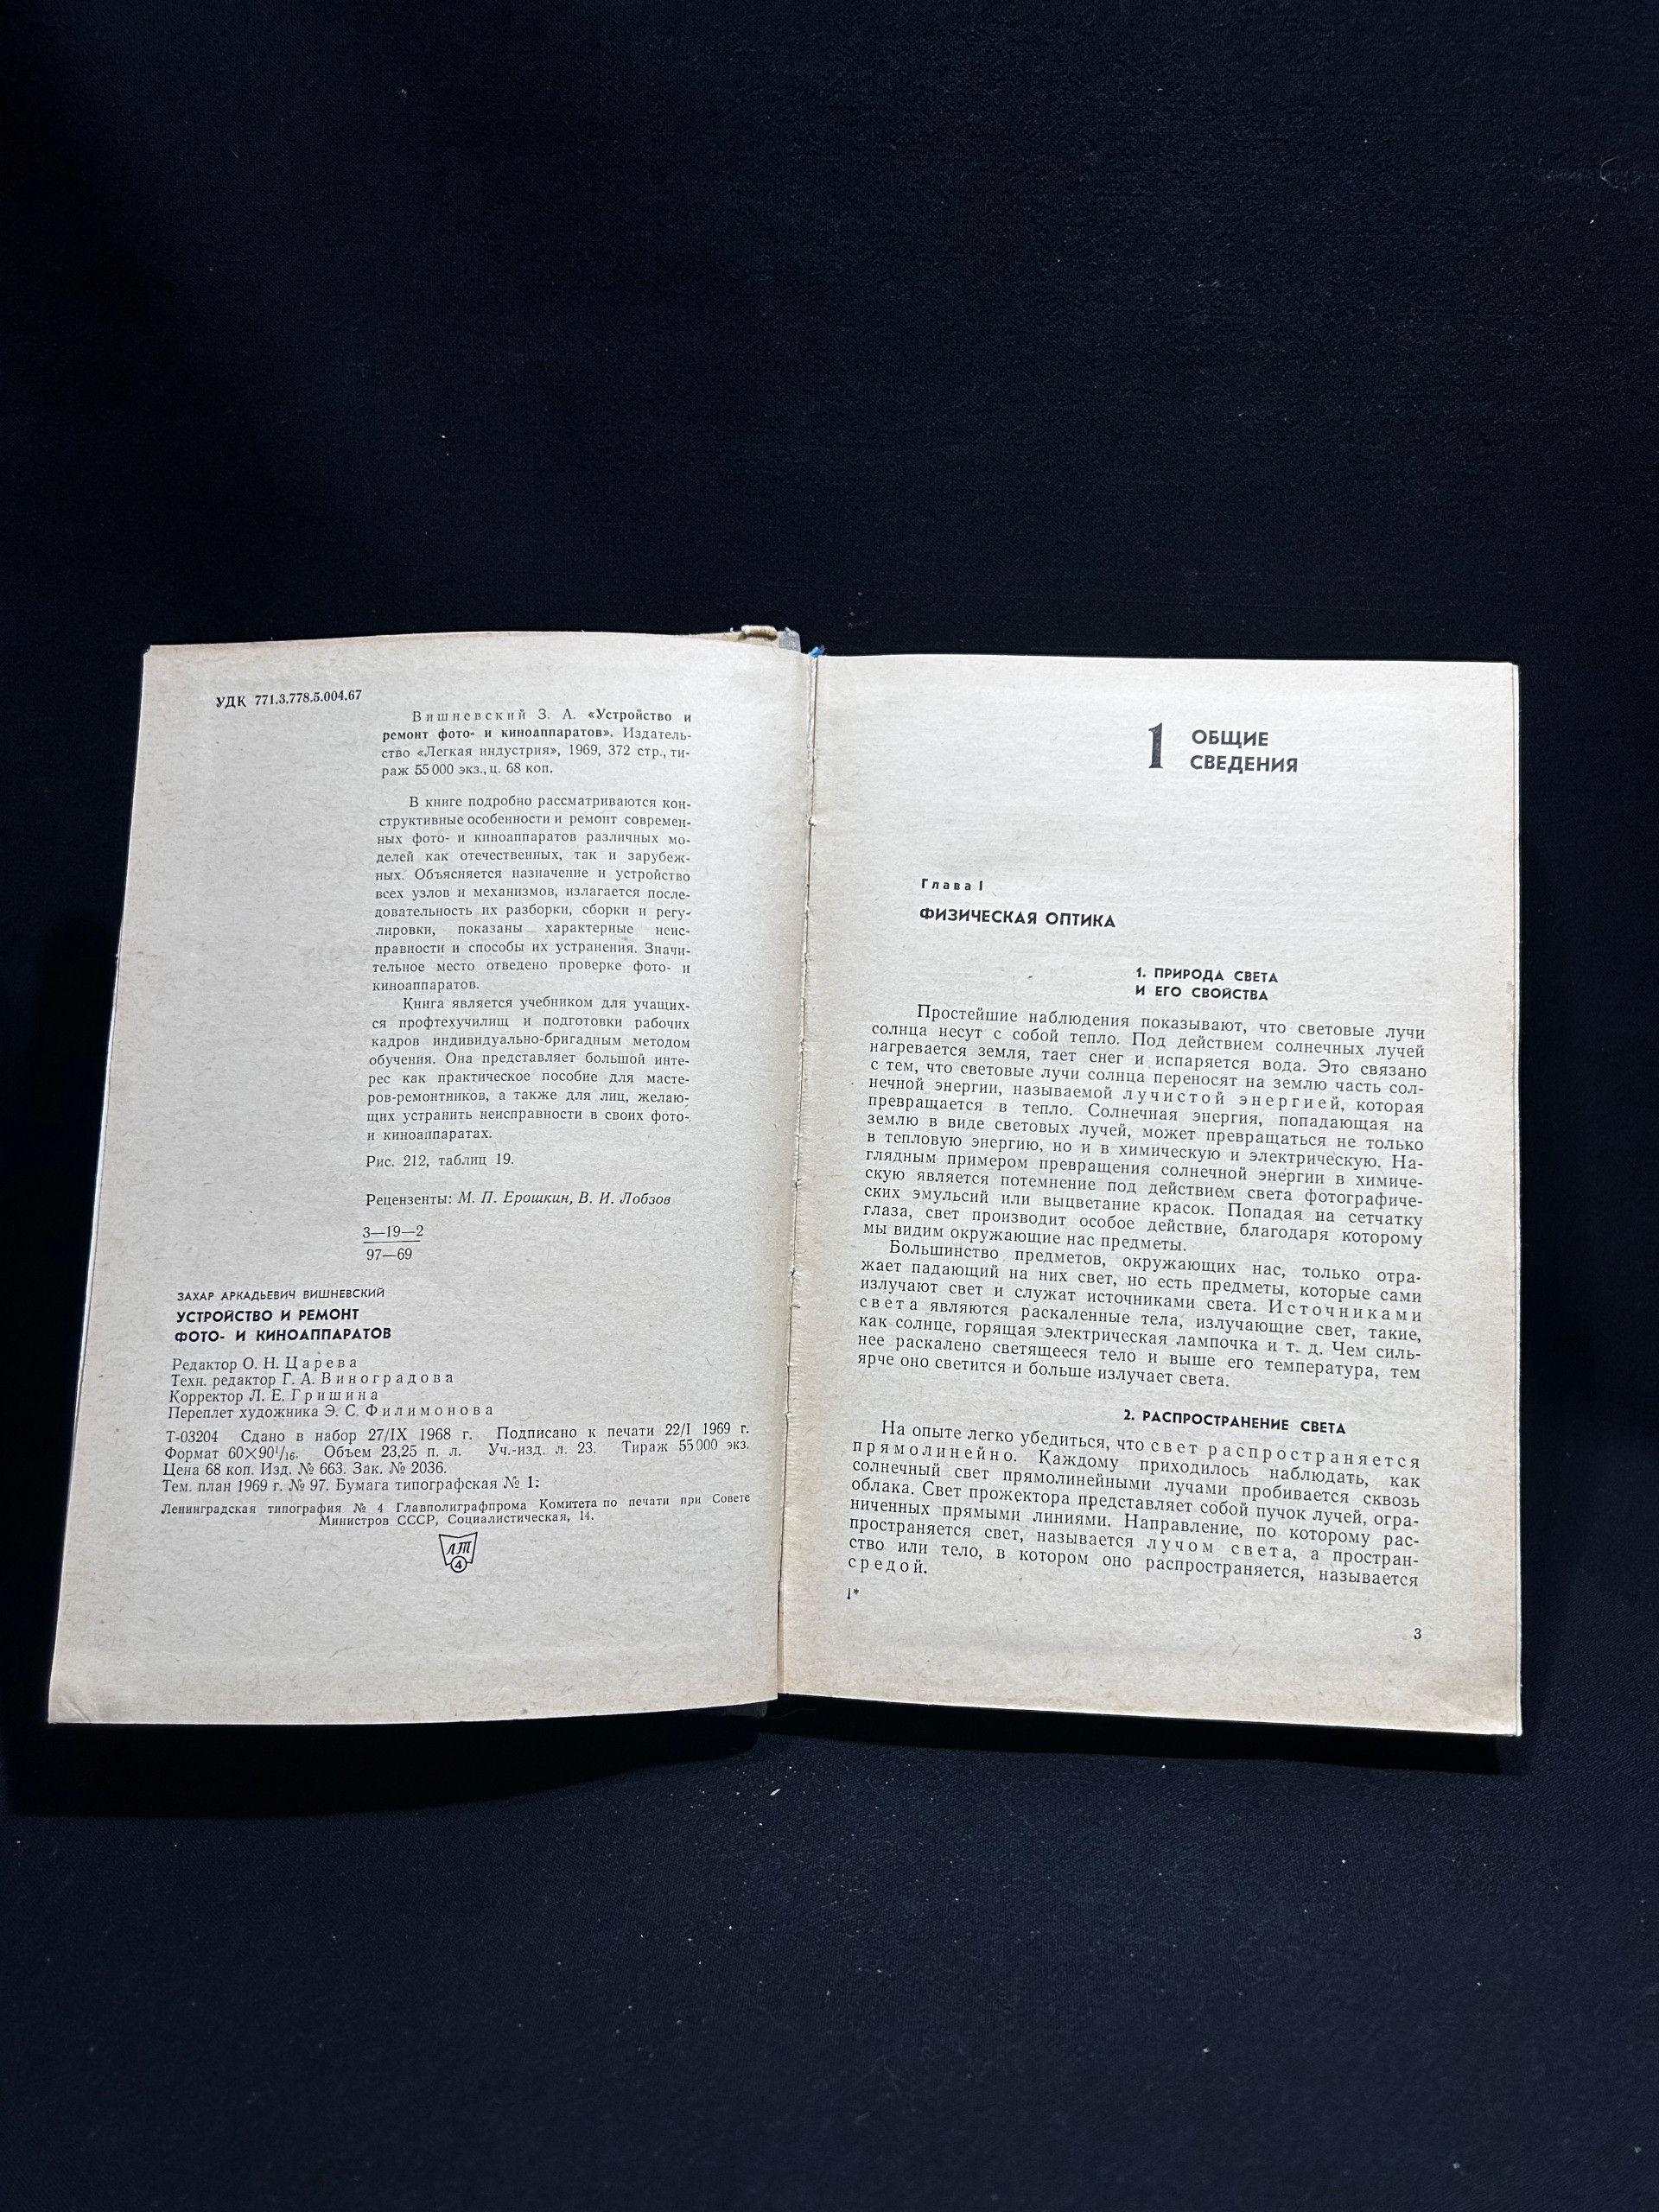 УДК 771.3.778.5.004.67
Вишневский З. А. «Устройство и
ремонт фото- и киноаппаратов». Издатель-
ство «Легкая индустрия», 1969, 372 стр., ти-
раж 55 000 экз., ц. 68 коп.
В книге подробно рассматриваются кон-
структивные особенности и ремонт современ-
ных фото- и киноаппаратов различных мо-
делей как отечественных, так и зарубеж-
ных. Объясняется назначение и устройство
всех узлов и механизмов, излагается после-
довательность их разборки, сборки и регу-
лировки, показаны характерные неис-
правности и способы их устранения. Значи-
тельное место отведено проверке фото- и
киноаппаратов.
Книга является учебником для учащих-
ся профтехучилищ и подготовки рабочих
кадров индивидуально-бригадным методом
обучения. Она представляет большой инте-
рес как практическое пособие для масте-
ров-ремонтников, а также для лиц, желаю-
щих устранить неисправности в своих фото-
и киноаппаратах.
Рис. 212, таблиц 19.
Рецензенты: М. П. Ерошкин, В. И. Лобзов
3—19—2
97—69
ЗАХАР АРКАДЬЕВИЧ ВИШНЕВСКИЙ
УСТРОЙСТВО И РЕМОНТ
ФОТО- И КИНОАППАРАТОВ
Редактор О. Н. Царева
Техн. редактор Г. А. Виноградова
Корректор Л. Е. Гришина
Переплет художника Э. С. Филимонова
Т-03204 Сдано в набор 27/IX 1968 г. Подписано к печати 22/I 1969 г.
Формат 60×90¹/₁₆. Объем 23,25 п. л. Уч.-изд. л. 23. Тираж 55 000 экз.
Цена 68 коп. Изд. № 663. Зак. № 2036.
Тем. план 1969 г. № 97. Бумага типографская № 1:
Ленинградская типография № 4 Главполиграфпрома Комитета по печати при Совете
Министров СССР, Социалистическая, 14.
ЛТ
4
1 ОБЩИЕ
СВЕДЕНИЯ
Глава I
ФИЗИЧЕСКАЯ ОПТИКА
1. ПРИРОДА СВЕТА
И ЕГО СВОЙСТВА
Простейшие наблюдения показывают, что световые лучи
солнца несут с собой тепло. Под действием солнечных лучей
нагревается земля, тает снег и испаряется вода. Это связано
с тем, что световые лучи солнца переносят на землю часть сол-
нечной энергии, называемой лучистой энергией, которая
превращается в тепло. Солнечная энергия, попадающая на
землю в виде световых лучей, может превращаться не только
в тепловую энергию, но и в химическую и электрическую. На-
глядным примером превращения солнечной энергии в химиче-
скую является потемнение под действием света фотографиче-
ских эмульсий или выцветание красок. Попадая на сетчатку
глаза, свет производит особое действие, благодаря которому
мы видим окружающие нас предметы.
Большинство предметов, окружающих нас, только отра-
жает падающий на них свет, но есть предметы, которые сами
излучают свет и служат источниками света. Источниками
света являются раскаленные тела, излучающие свет, такие,
как солнце, горящая электрическая лампочка и т. д. Чем силь-
нее раскалено светящееся тело и выше его температура, тем
ярче оно светится и больше излучает света.
2. РАСПРОСТРАНЕНИЕ СВЕТА
На опыте легко убедиться, что свет распространяется
прямолинейно. Каждому приходилось наблюдать, как
солнечный свет прямолинейными лучами пробивается сквозь
облака. Свет прожектора представляет собой пучок лучей, огра-
ниченных прямыми линиями. Направление, по которому рас-
пространяется свет, называется лучом света, а простран-
ство или тело, в котором оно распространяется, называется
средой.
1*
3